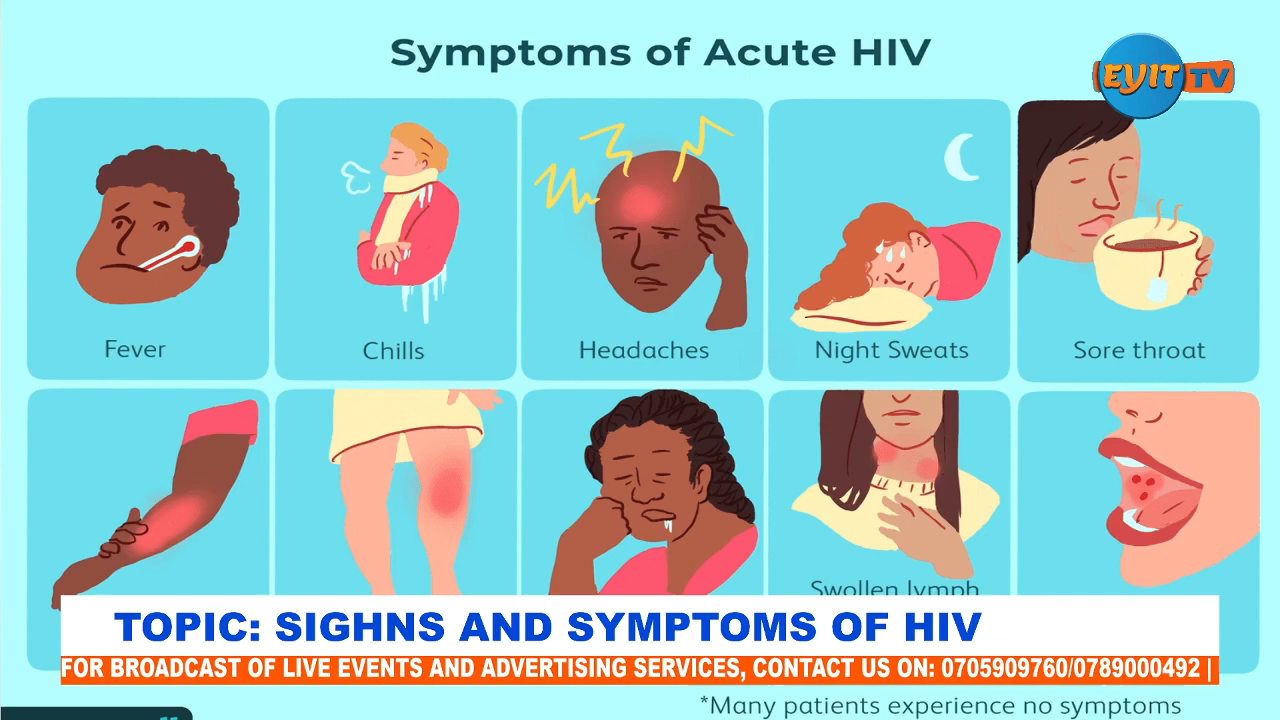 Symptoms of Acute HIV
EYIT TV
Fever
Chills
Headaches
Night Sweats
Sore throat
Swollen lymph
TOPIC: SIGHNS AND SYMPTOMS OF HIV
FOR BROADCAST OF LIVE EVENTS AND ADVERTISING SERVICES, CONTACT US ON: 0705909760/0789000492 |
*Many patients experience no symptoms